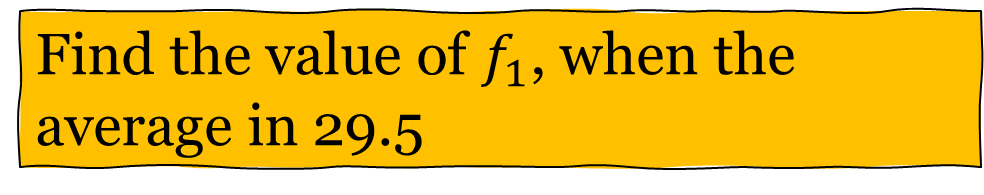 Find the value of f₁, when the
average in 29.5